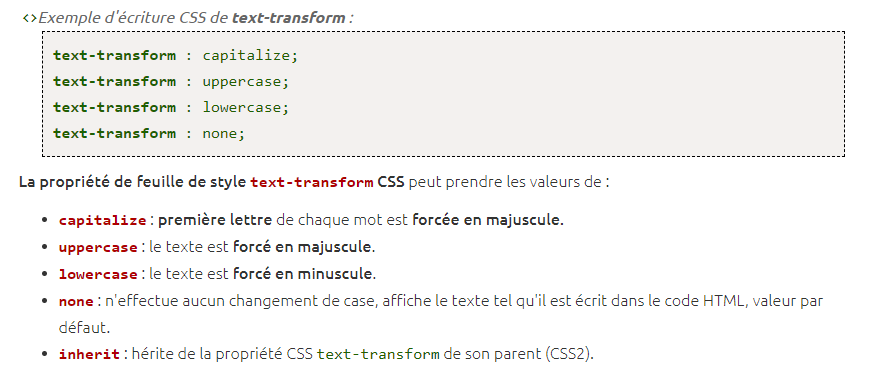 <>Exemple d'écriture CSS de text-transform :
text-transform : capitalize;
text-transform : uppercase;
text-transform : lowercase;
text-transform : none;
La propriété de feuille de style text-transform CSS peut prendre les valeurs de :
• capitalize : première lettre de chaque mot est forcée en majuscule.
• uppercase : le texte est forcé en majuscule.
• lowercase : le texte est forcé en minuscule.
• none : n'effectue aucun changement de case, affiche le texte tel qu'il est écrit dans le code HTML, valeur par
défaut.
• inherit : hérite de la propriété CSS text-transform de son parent (CSS2).